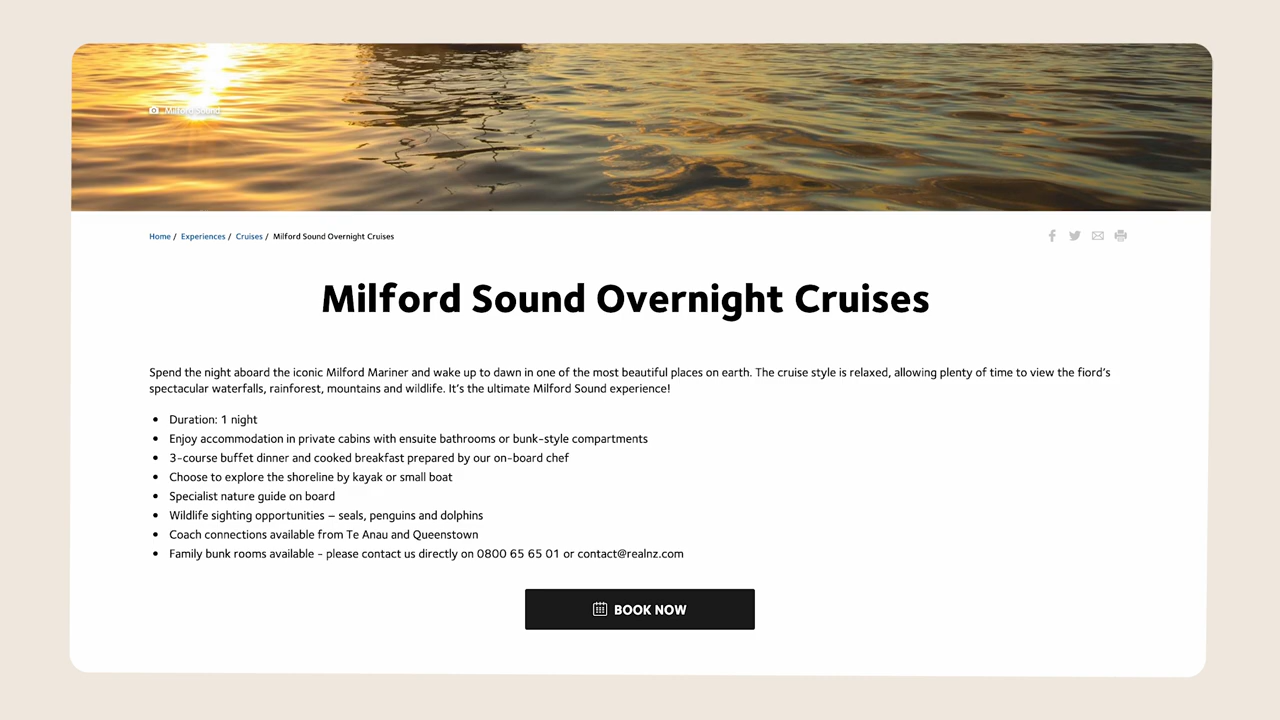 Milford Sound
Home / Experiences / Cruises / Milford Sound Overnight Cruises
Milford Sound Overnight Cruises
Spend the night aboard the iconic Milford Mariner and wake up to dawn in one of the most beautiful places on earth. The cruise style is relaxed, allowing plenty of time to view the fiord's
spectacular waterfalls, rainforest, mountains and wildlife. It's the ultimate Milford Sound experience!
• Duration: 1 night
• Enjoy accommodation in private cabins with ensuite bathrooms or bunk-style compartments
• 3-course buffet dinner and cooked breakfast prepared by our on-board chef
• Choose to explore the shoreline by kayak or small boat
• Specialist nature guide on board
• Wildlife sighting opportunities – seals, penguins and dolphins
• Coach connections available from Te Anau and Queenstown
• Family bunk rooms available - please contact us directly on 0800 65 65 01 or contact@realnz.com
BOOK NOW